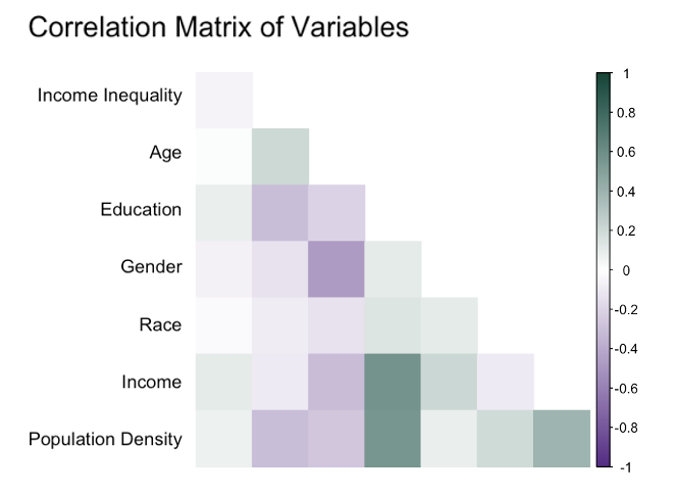 Correlation Matrix of Variables
Income Inequality
Age
Education
Gender
Race
Income
Population Density
1
0.8
0.6
0.4
0.2
0
-0.2
-0.4
-0.6
-0.8
-1